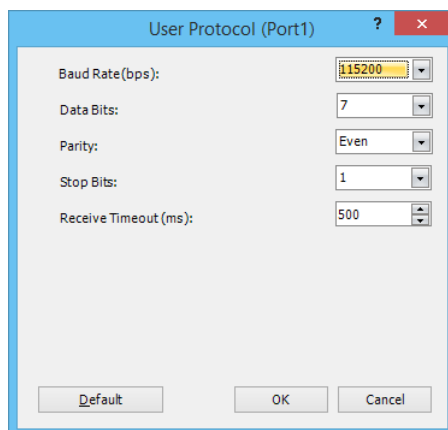 User Protocol (Port1) ? ×
Baud Rate(bps): 115200
Data Bits: 7
Parity: Even
Stop Bits: 1
Receive Timeout (ms): 500
Default OK Cancel